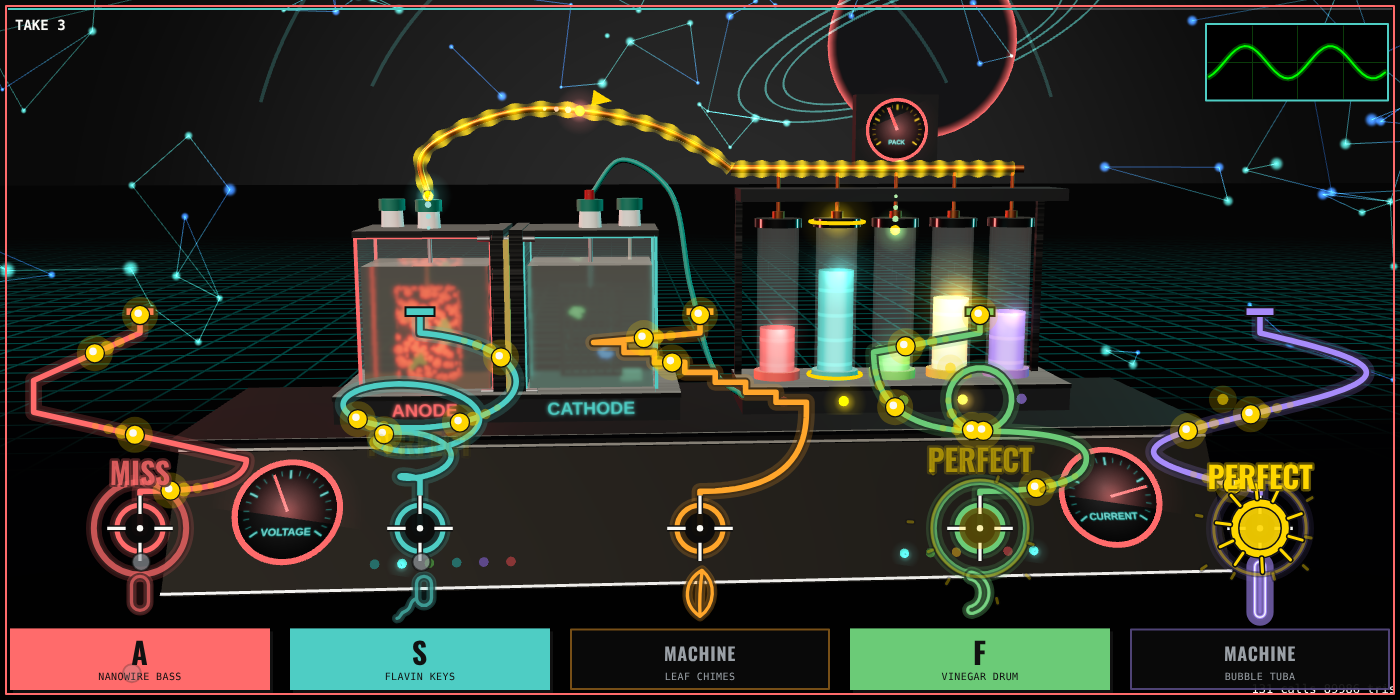 TAKE 3
PACK
ANODE
CATHODE
MISS
PERFECT
PERFECT
VOLTAGE
CURRENT
A
NANOWIRE BASS
S
FLAVIN KEYS
MACHINE
LEAF CHIMES
F
VINEGAR DRUM
MACHINE
BUBBLE TUBA